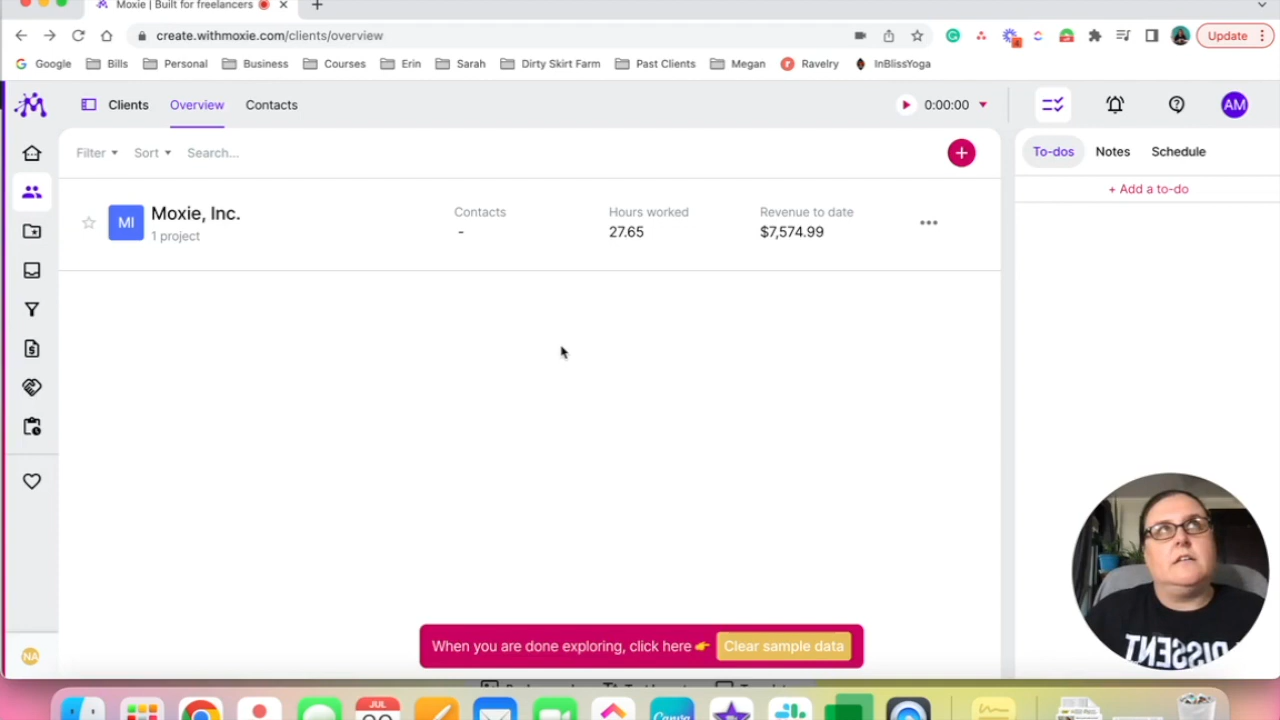 Moxie | Built for freelancers
create.withmoxie.com/clients/overview
Update
Google Bills Personal Business Courses Erin Sarah Dirty Skirt Farm Past Clients Megan Ravelry InBlissYoga
Clients Overview Contacts 0:00:00 AM
Filter Sort Search... To-dos Notes Schedule
+ Add a to-do
MI Moxie, Inc. Contacts Hours worked Revenue to date
1 project - 27.65 $7,574.99
When you are done exploring, click here Clear sample data
NA
DISSENT
JUL
Canva